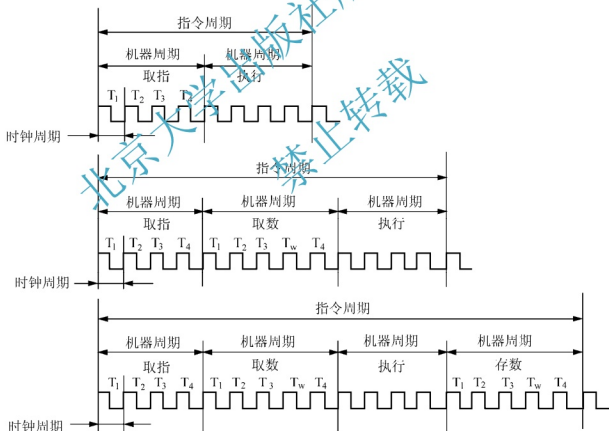 指令周期
机器周期 机器周期
取指 执行
T₁ T₂ T₃ T₄
时钟周期
指令周期
机器周期 机器周期 机器周期
取指 取数 执行
T₁ T₂ T₃ T₄ T₁ T₂ T₃ Tw T₄
时钟周期
指令周期
机器周期 机器周期 机器周期 机器周期
取指 取数 执行 存数
T₁ T₂ T₃ T₄ T₁ T₂ T₃ Tw T₄ T₁ T₂ T₃ Tw T₄
时钟周期
北京大学出版社
禁止转载